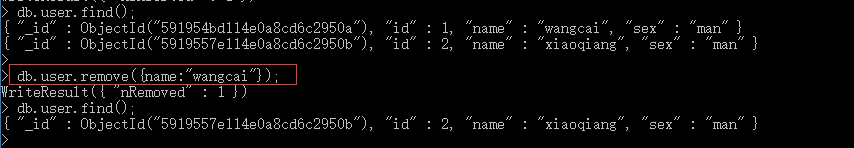 > db.user.find();
{ "_id" : ObjectId("591954bd114e0a8cd6c2950a"), "id" : 1, "name" : "wangcai", "sex" : "man" }
{ "_id" : ObjectId("5919557e114e0a8cd6c2950b"), "id" : 2, "name" : "xiaoqiang", "sex" : "man" }
>
> db.user.remove({name:"wangcai"});
WriteResult({ "nRemoved" : 1 })
> db.user.find();
{ "_id" : ObjectId("5919557e114e0a8cd6c2950b"), "id" : 2, "name" : "xiaoqiang", "sex" : "man" }
>